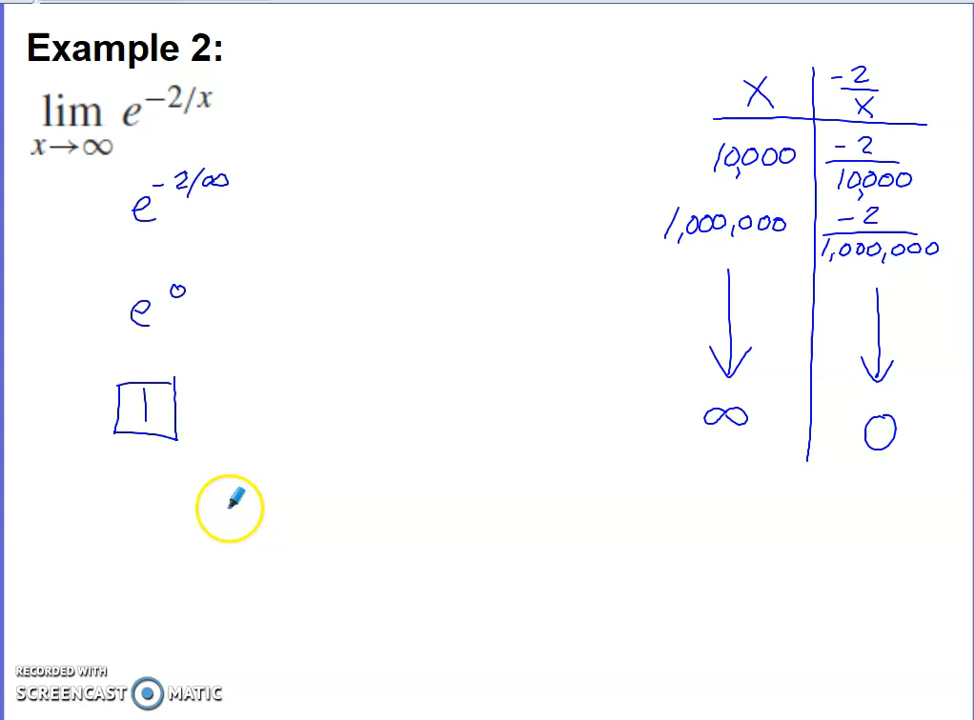 Example 2:
lim e^{-2/x}
x→∞
e^{-2/∞}
e^0
1
x | -2/x
10,000 | -2/10,000
1,000,000 | -2/1,000,000
∞ | 0
RECORDED WITH
SCREENCAST MATIC